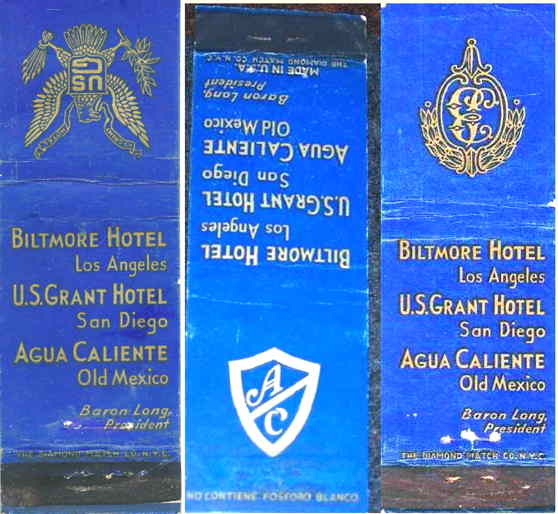 USG
BILTMORE HOTEL
Los Angeles
U.S.GRANT HOTEL
San Diego
AGUA CALIENTE
Old Mexico
Baron Long,
President
THE DIAMOND MATCH CO. N.Y.C.
AC
NO CONTIENE FOSFORO BLANCO
BILTMORE HOTEL
Los Angeles
U.S.GRANT HOTEL
San Diego
AGUA CALIENTE
Old Mexico
Baron Long,
President
MADE IN U.S.A.
THE DIAMOND MATCH CO. N.Y.C.
BILTMORE HOTEL
Los Angeles
U.S.GRANT HOTEL
San Diego
AGUA CALIENTE
Old Mexico
Baron Long,
President
THE DIAMOND MATCH CO. N.Y.C.